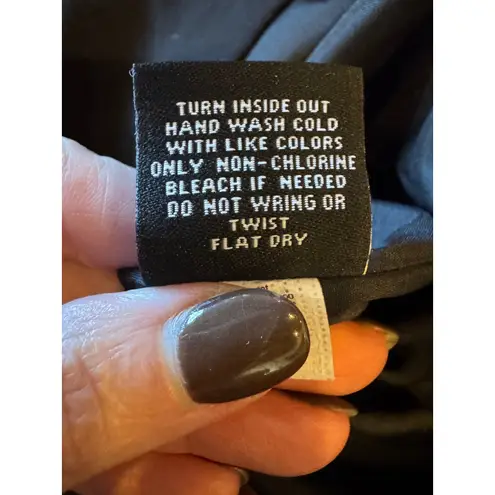 TURN INSIDE OUT
HAND WASH COLD
WITH LIKE COLORS
ONLY NON-CHLORINE
BLEACH IF NEEDED
DO NOT WRING OR
TWIST
FLAT DRY